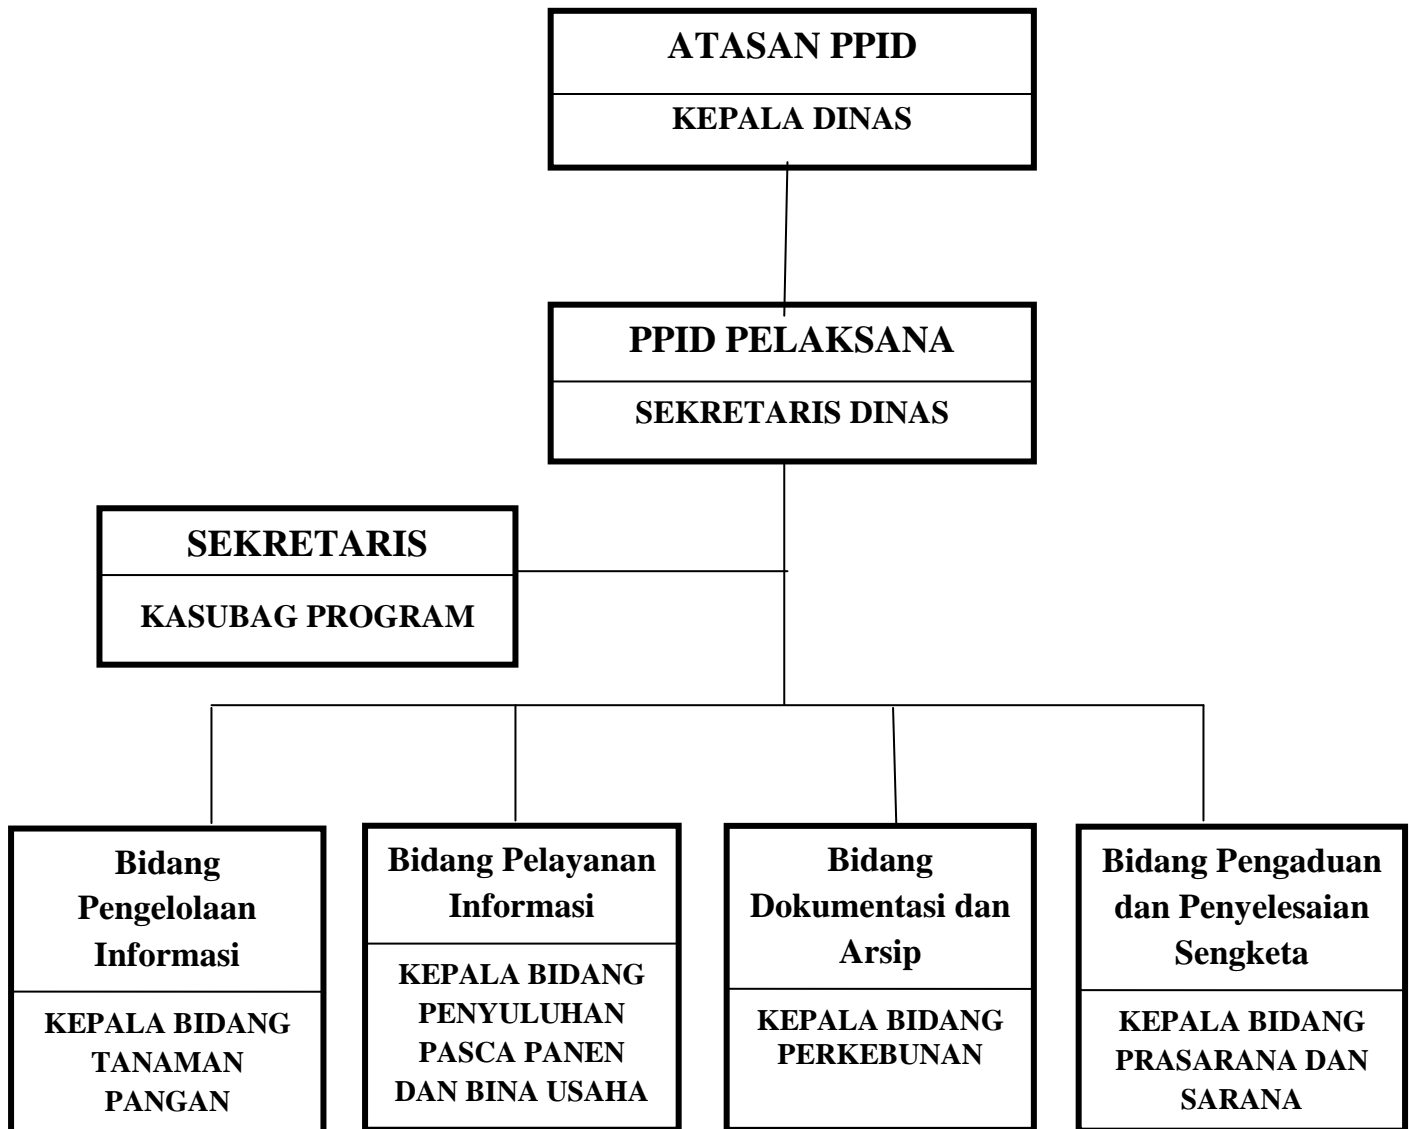 ATASAN PPID
KEPALA DINAS
PPID PELAKSANA
SEKRETARIS DINAS
SEKRETARIS
KASUBAG PROGRAM
Bidang
Pengelolaan
Informasi
KEPALA BIDANG
TANAMAN
PANGAN
Bidang Pelayanan
Informasi
KEPALA BIDANG
PENYULUHAN
PASCA PANEN
DAN BINA USAHA
Bidang
Dokumentasi dan
Arsip
KEPALA BIDANG
PERKEBUNAN
Bidang Pengaduan
dan Penyelesaian
Sengketa
KEPALA BIDANG
PRASARANA DAN
SARANA